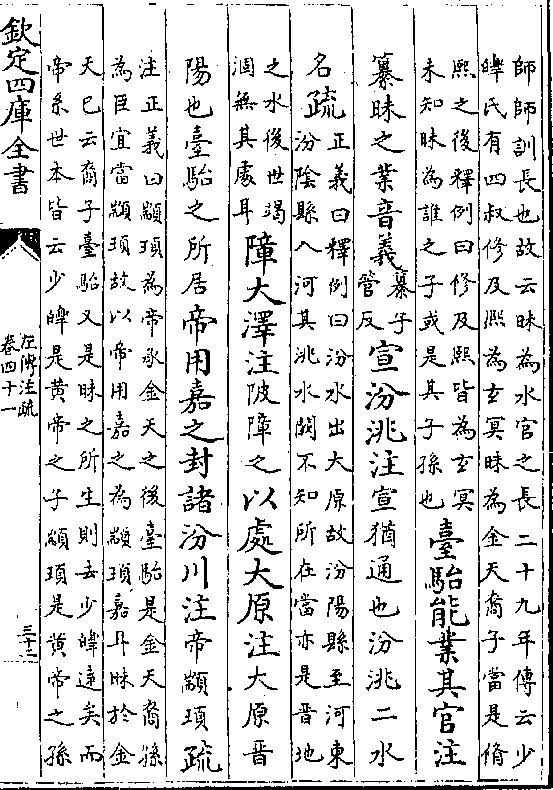 師師訓長也故云昧為水官之長二十九年傳云少
皥氏有四叔修及熈為玄冥昧為金天裔子當是脩
熈之後釋例曰修及熈皆為玄冥
未知昧為誰之子或是其子孫也
臺駘能業其官注
纂昧之業音義
纂子
管反
宣汾洮注宣猶通也汾洮二水
名疏
正義曰釋例曰汾水出大原故汾陽縣至河東
汾陰縣入河其洮水闕不知所在當亦是晋地
之水後世竭
涸無其處耳
障大澤注陂障之以處大原注大原晋
陽也臺駘之所居帝用嘉之封諸汾川注帝顓頊疏
注正義曰顓頊為帝承金天之後臺駘是金天裔孫
為臣宜當顓頊故以帝用嘉之為顓頊嘉耳昧於金
天已云裔子臺駘又是昧之所生則去少皥逺矣而
帝系世本皆云少皥是黄帝之子顓頊是黄帝之孫
欽定四庫全書
左傳注疏
卷四十一
三十二